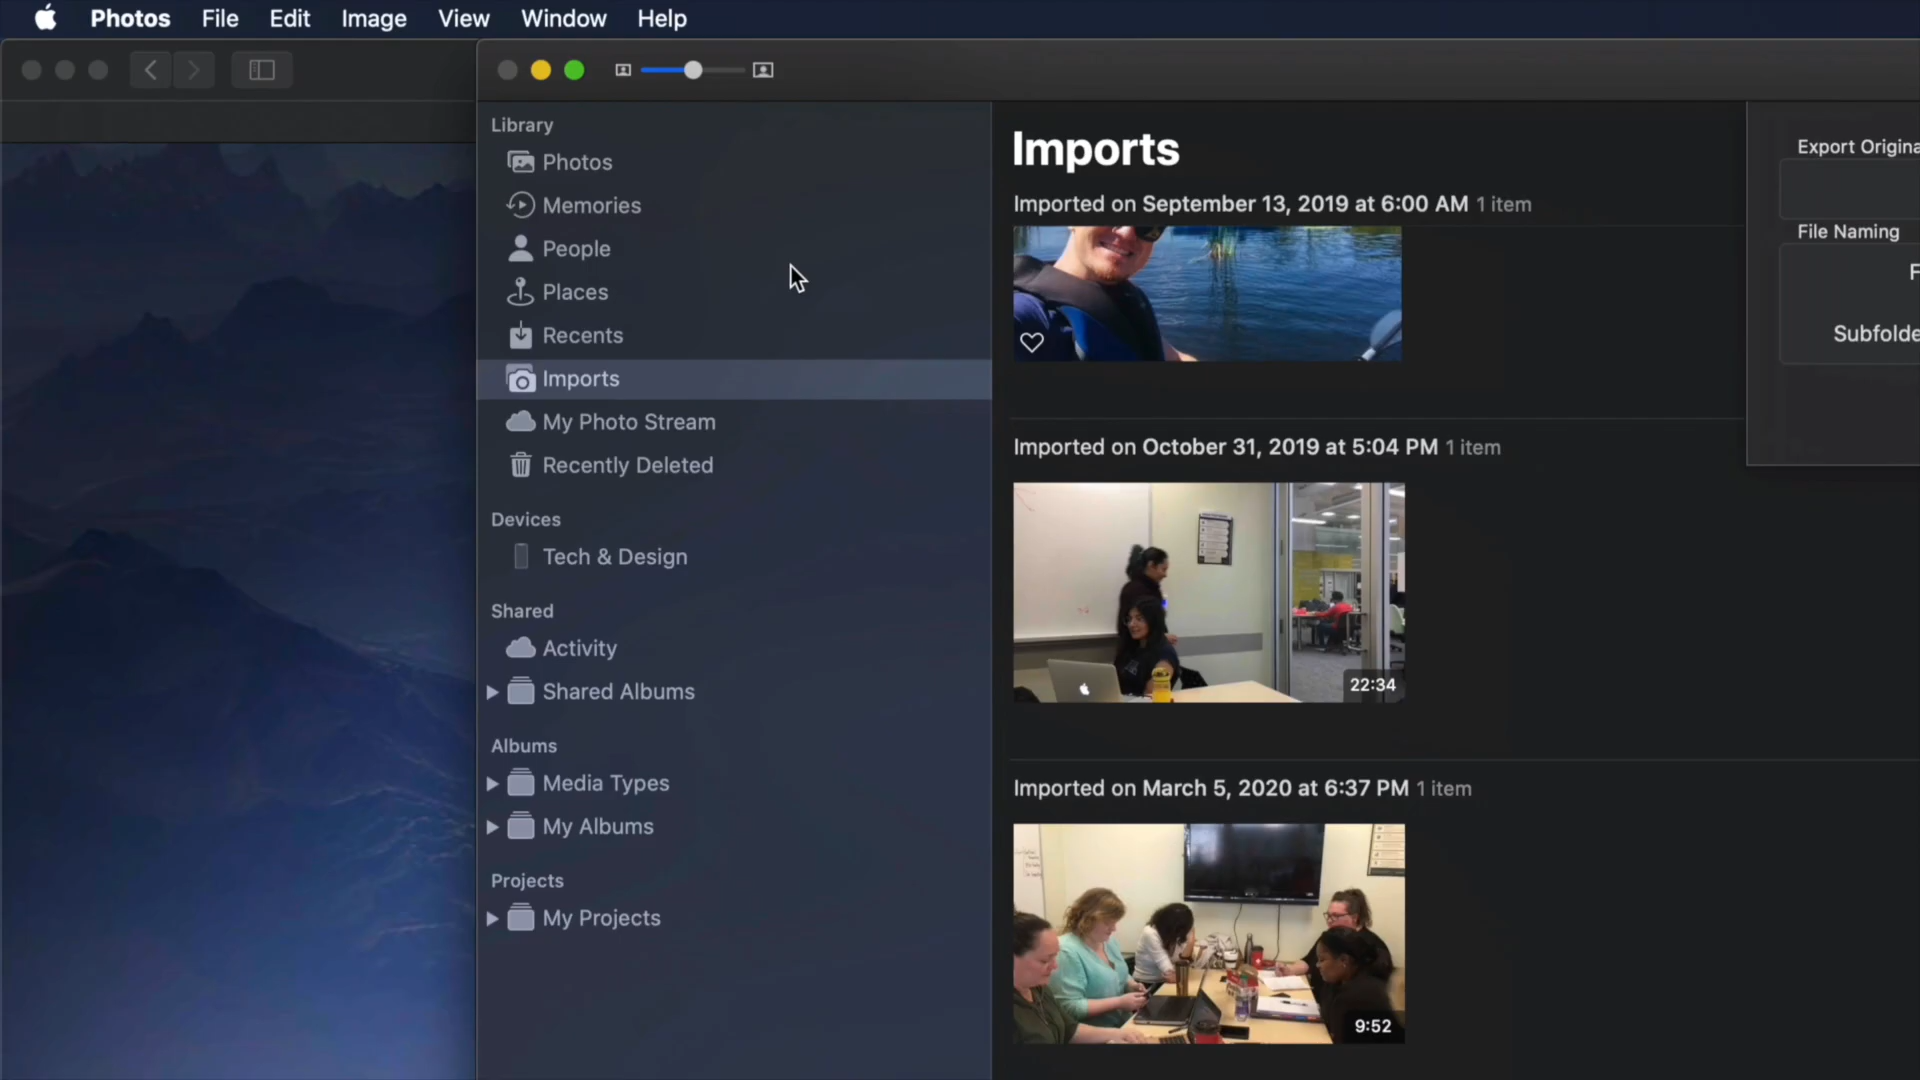 Photos File Edit Image View Window Help
Library
Photos
Memories
People
Places
Recents
Imports
My Photo Stream
Recently Deleted
Devices
Tech & Design
Shared
Activity
Shared Albums
Albums
Media Types
My Albums
Projects
My Projects
Imports
Imported on September 13, 2019 at 6:00 AM 1 item
Imported on October 31, 2019 at 5:04 PM 1 item
22:34
Imported on March 5, 2020 at 6:37 PM 1 item
9:52
Export Origina
File Naming
F
Subfolde